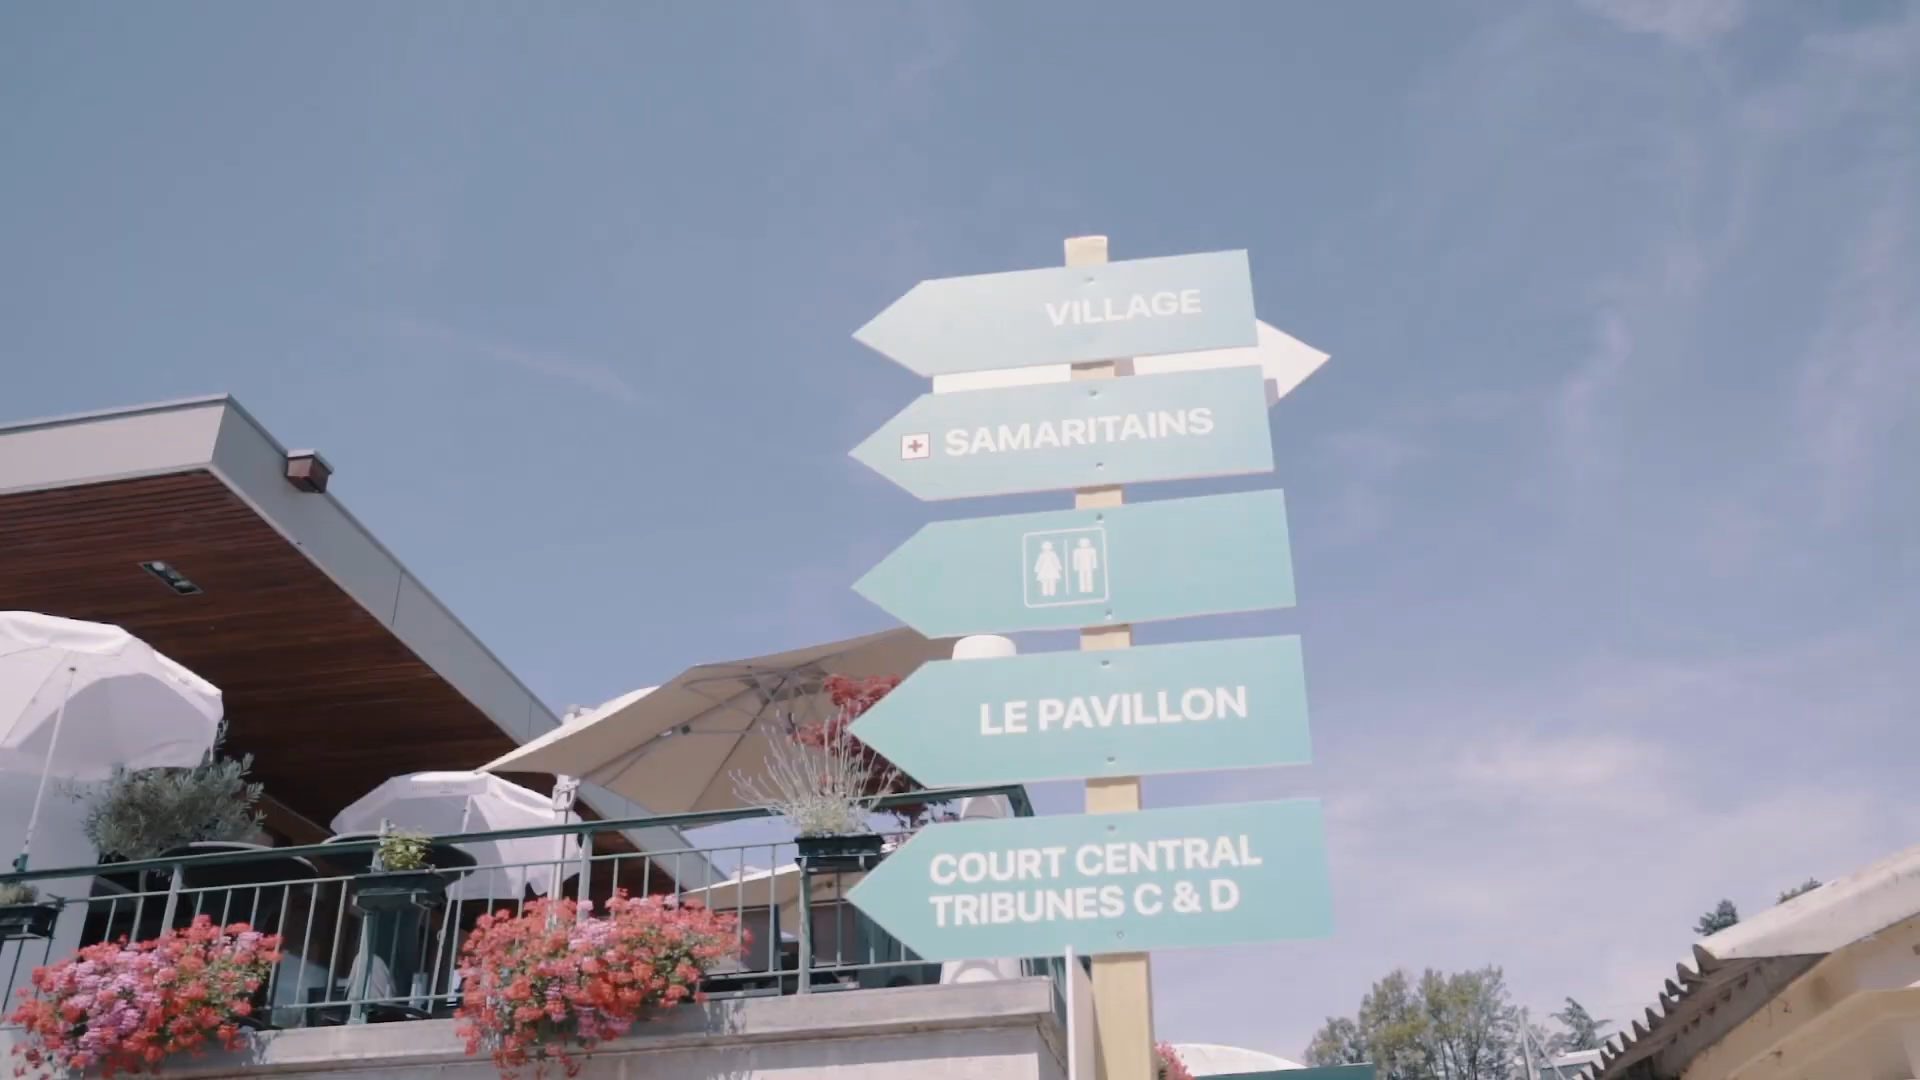 VILLAGE
SAMARITAINS
LE PAVILLON
COURT CENTRAL
TRIBUNES C & D